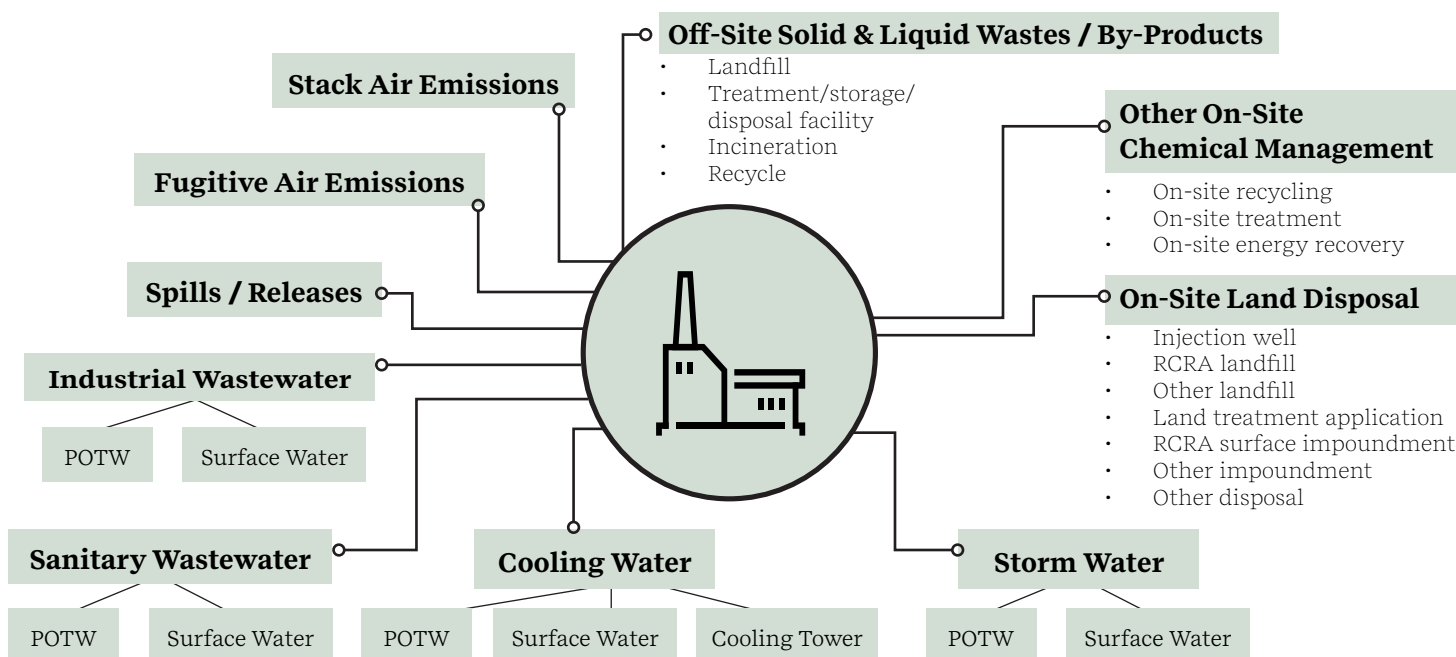 Off-Site Solid & Liquid Wastes / By-Products
• Landfill
• Treatment/storage/
disposal facility
• Incineration
• Recycle
Stack Air Emissions
Fugitive Air Emissions
Spills / Releases
Industrial Wastewater
POTW
Surface Water
Sanitary Wastewater
POTW
Surface Water
Cooling Water
POTW
Surface Water
Cooling Tower
Storm Water
POTW
Surface Water
Other On-Site
Chemical Management
• On-site recycling
• On-site treatment
• On-site energy recovery
On-Site Land Disposal
• Injection well
• RCRA landfill
• Other landfill
• Land treatment application
• RCRA surface impoundment
• Other impoundment
• Other disposal